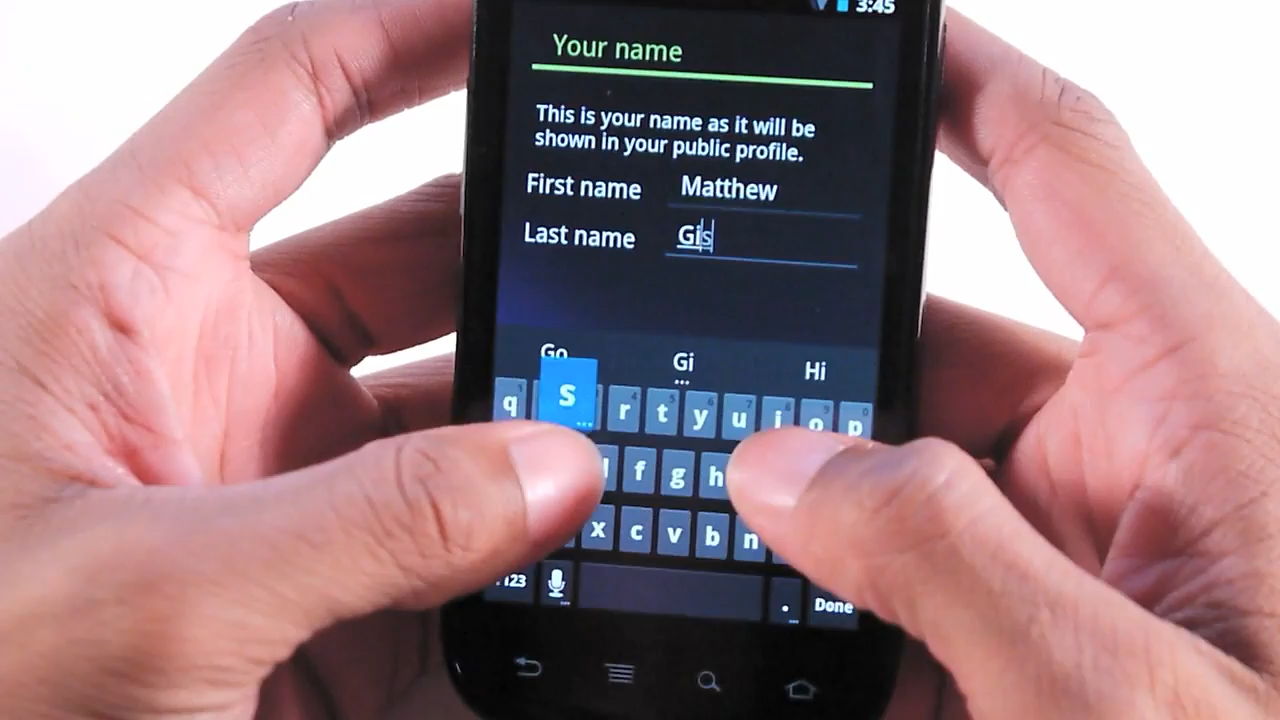 3:45
Your name
This is your name as it will be
shown in your public profile.
First name Matthew
Last name Gis
Go Gi Hi
q s r t y u i o p
f g h
x c v b n
123 . Done